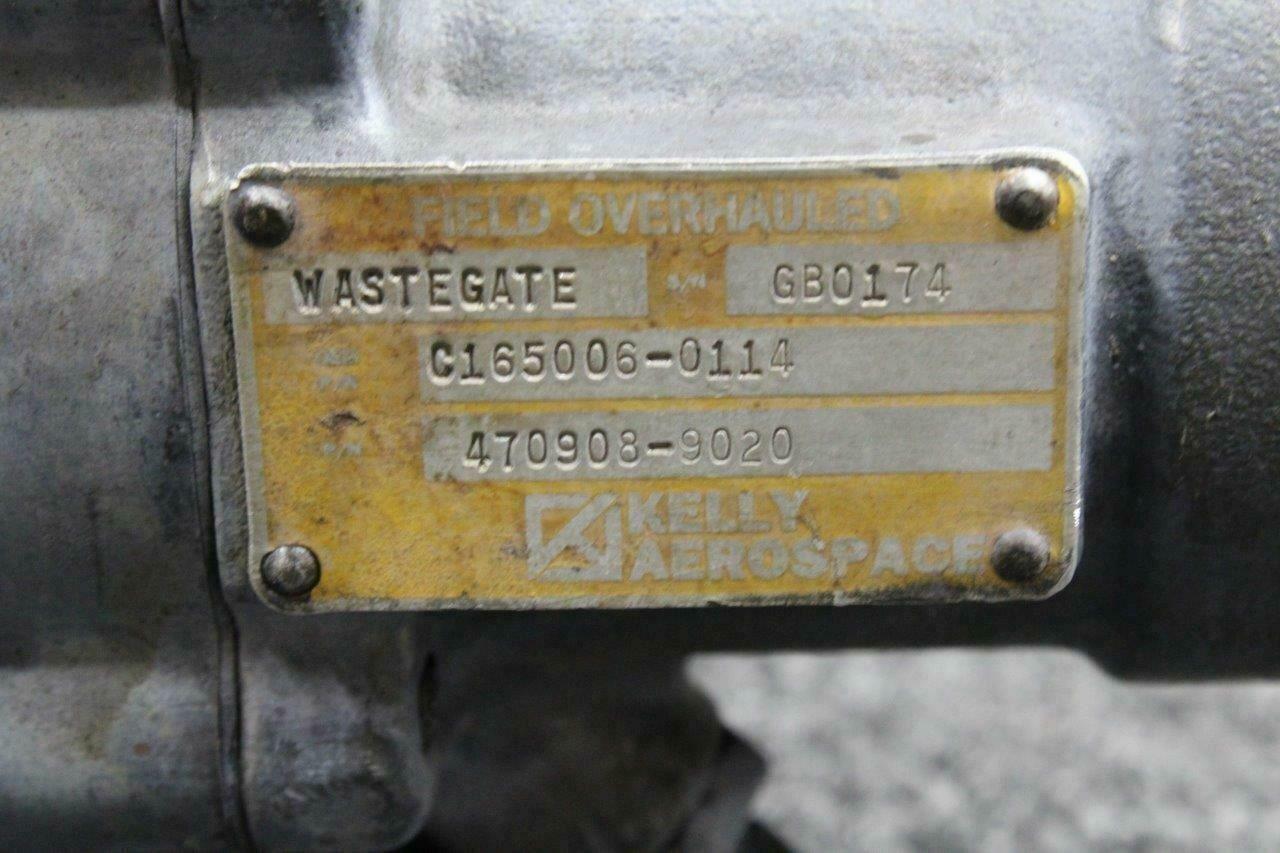 FIELD OVERHAULED
WASTEGATE S/N GB0174
P/N C165006-0114
P/N 470908-9020
KELLY
AEROSPACE